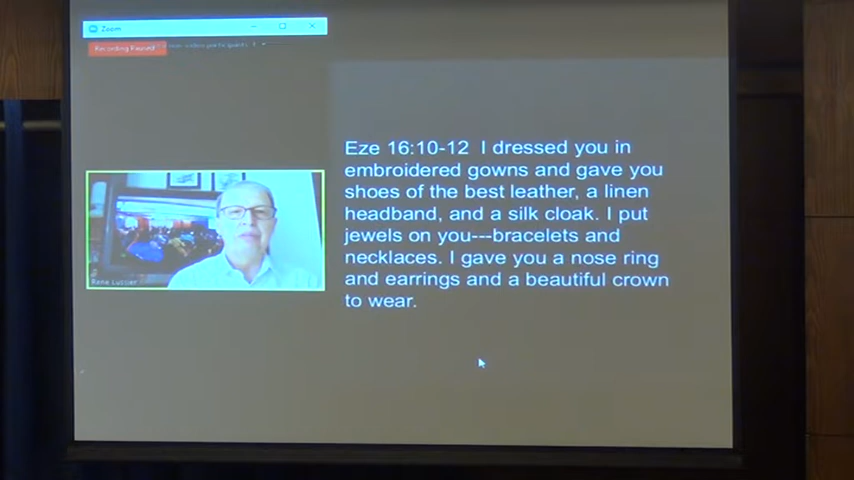 Zoom
Recording Paused
Eze 16:10-12 I dressed you in
embroidered gowns and gave you
shoes of the best leather, a linen
headband, and a silk cloak. I put
jewels on you---bracelets and
necklaces. I gave you a nose ring
and earrings and a beautiful crown
to wear.
Rene Lussier